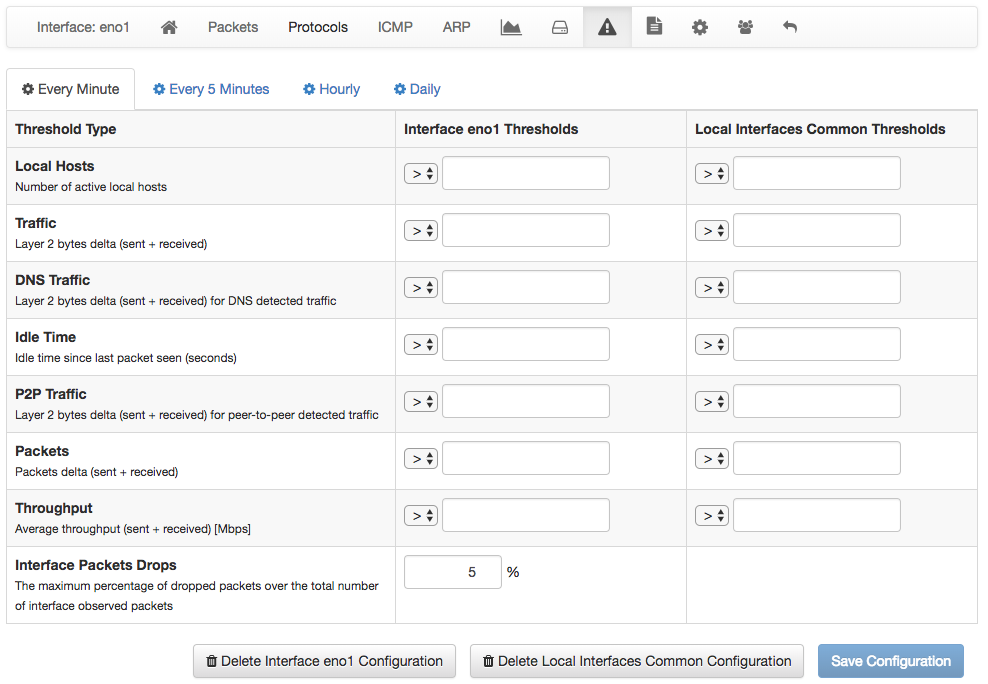 Interface: eno1 Packets Protocols ICMP ARP
Every Minute Every 5 Minutes Hourly Daily
Threshold Type Interface eno1 Thresholds Local Interfaces Common Thresholds
Local Hosts
Number of active local hosts
> >
Traffic
Layer 2 bytes delta (sent + received)
> >
DNS Traffic
Layer 2 bytes delta (sent + received) for DNS detected traffic
> >
Idle Time
Idle time since last packet seen (seconds)
> >
P2P Traffic
Layer 2 bytes delta (sent + received) for peer-to-peer detected traffic
> >
Packets
Packets delta (sent + received)
> >
Throughput
Average throughput (sent + received) [Mbps]
> >
Interface Packets Drops
The maximum percentage of dropped packets over the total number
of interface observed packets
5 %
Delete Interface eno1 Configuration Delete Local Interfaces Common Configuration Save Configuration